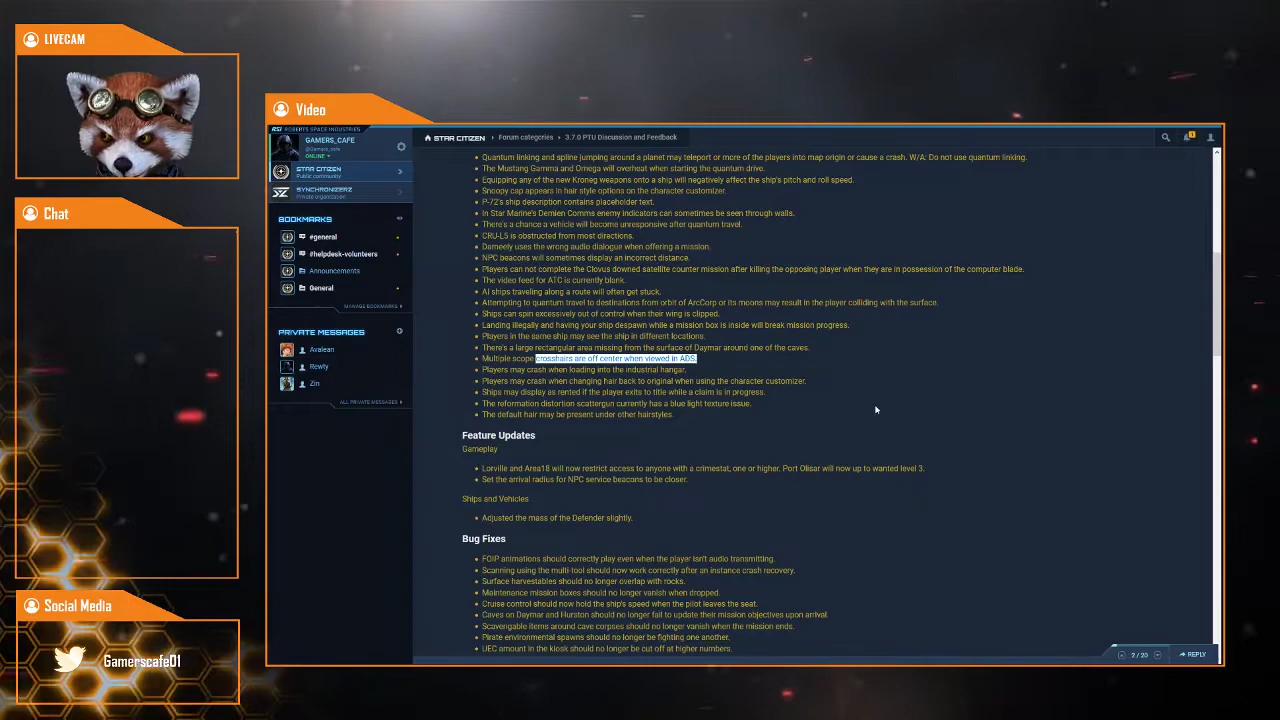 LIVECAM
Chat
Social Media
Gamerscafe01
Video
RSI ROBERTS SPACE INDUSTRIES
GAMERS_CAFE
@Gamers_cafe
ONLINE
STAR CITIZEN
Public community
SYNCHRONIZERZ
Private organization
BOOKMARKS
#general
#helpdesk-volunteers
Announcements
General
MANAGE BOOKMARKS
PRIVATE MESSAGES
Avalean
Rewty
Zin
ALL PRIVATE MESSAGES
STAR CITIZEN › Forum categories › 3.7.0 PTU Discussion and Feedback
1
Quantum linking and spline jumping around a planet may teleport or more of the players into map origin or cause a crash. W/A: Do not use quantum linking.
The Mustang Gamma and Omega will overheat when starting the quantum drive.
Equipping any of the new Kroneg weapons onto a ship will negatively affect the ship's pitch and roll speed.
Snoopy cap appears in hair style options on the character customizer.
P-72's ship description contains placeholder text.
In Star Marine's Demien Comms enemy indicators can sometimes be seen through walls.
There's a chance a vehicle will become unresponsive after quantum travel.
CRU-L5 is obstructed from most directions.
Dameely uses the wrong audio dialogue when offering a mission.
NPC beacons will sometimes display an incorrect distance.
Players can not complete the Clovus downed satellite counter mission after killing the opposing player when they are in possession of the computer blade.
The video feed for ATC is currently blank.
AI ships traveling along a route will often get stuck.
Attempting to quantum travel to destinations from orbit of ArcCorp or its moons may result in the player colliding with the surface.
Ships can spin excessively out of control when their wing is clipped.
Landing illegally and having your ship despawn while a mission box is inside will break mission progress.
Players in the same ship may see the ship in different locations.
There's a large rectangular area missing from the surface of Daymar around one of the caves.
Multiple scope crosshairs are off center when viewed in ADS.
Players may crash when loading into the industrial hangar.
Players may crash when changing hair back to original when using the character customizer.
Ships may display as rented if the player exits to title while a claim is in progress.
The reformation distortion scattergun currently has a blue light texture issue.
The default hair may be present under other hairstyles.
Feature Updates
Gameplay
Lorville and Area18 will now restrict access to anyone with a crimestat, one or higher. Port Olisar will now up to wanted level 3.
Set the arrival radius for NPC service beacons to be closer.
Ships and Vehicles
Adjusted the mass of the Defender slightly.
Bug Fixes
FOIP animations should correctly play even when the player isn't audio transmitting.
Scanning using the multi-tool should now work correctly after an instance crash recovery.
Surface harvestables should no longer overlap with rocks.
Maintenance mission boxes should no longer vanish when dropped.
Cruise control should now hold the ship's speed when the pilot leaves the seat.
Caves on Daymar and Hurston should no longer fail to update their mission objectives upon arrival.
Scavengable items around cave corpses should no longer vanish when the mission ends.
Pirate environmental spawns should no longer be fighting one another.
UEC amount in the kiosk should no longer be cut off at higher numbers.
2 / 20
REPLY